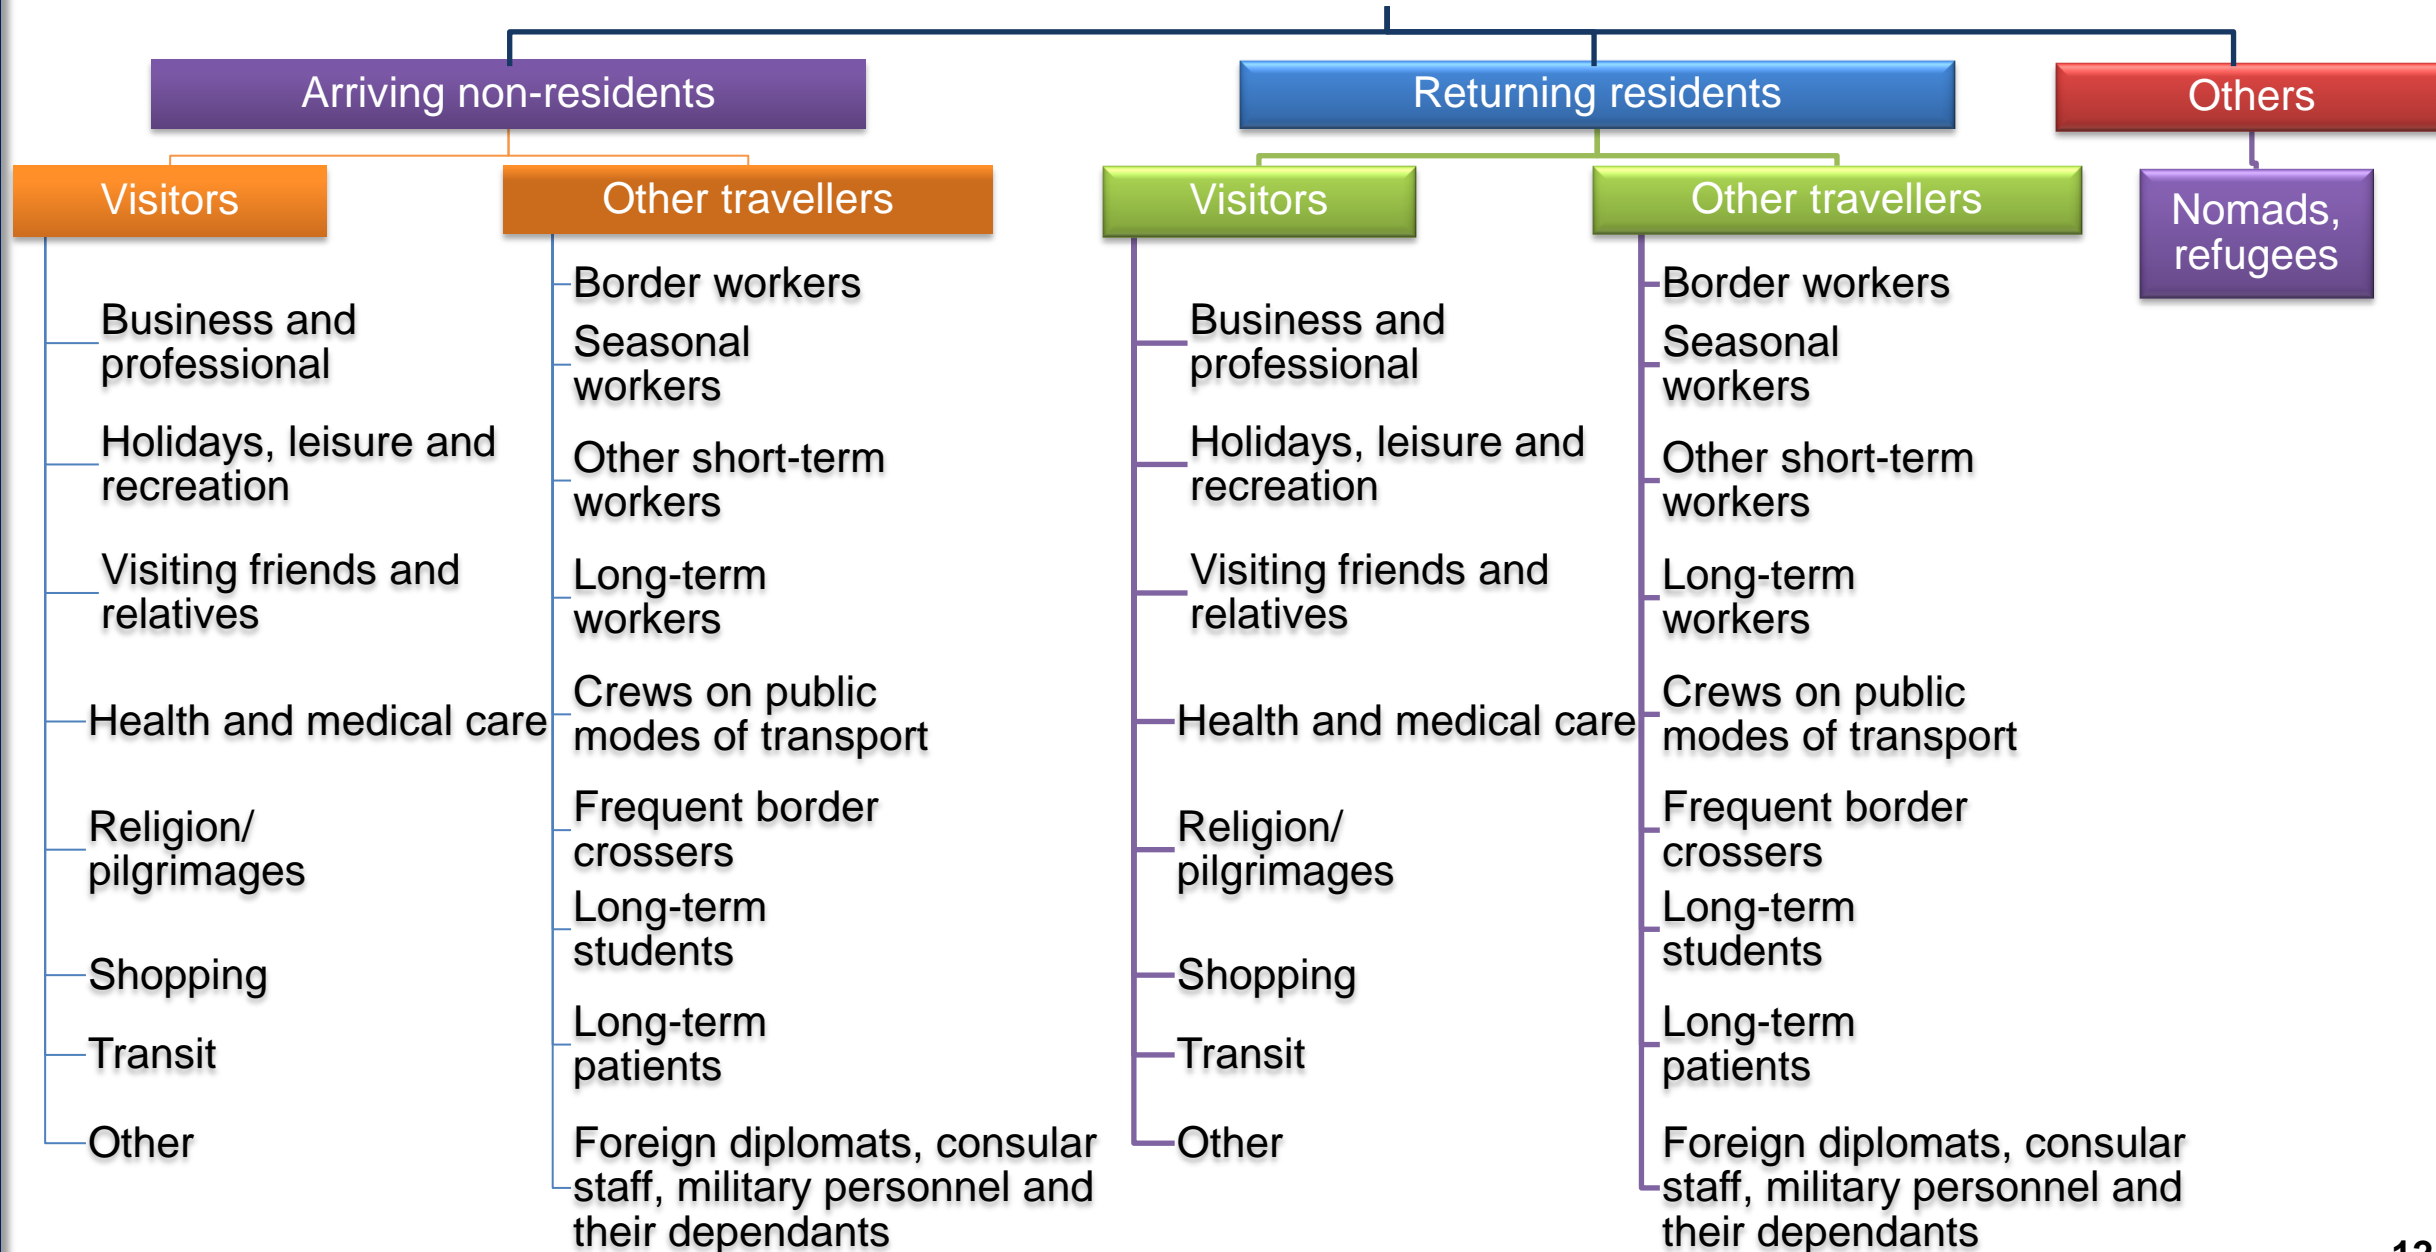 Arriving non-residents
Returning residents
Others
Visitors
Other travellers
Visitors
Other travellers
Nomads,
refugees
Business and
professional
Holidays, leisure and
recreation
Visiting friends and
relatives
Health and medical care
Religion/
pilgrimages
Shopping
Transit
Other
Border workers
Seasonal
workers
Other short-term
workers
Long-term
workers
Crews on public
modes of transport
Frequent border
crossers
Long-term
students
Long-term
patients
Foreign diplomats, consular
staff, military personnel and
their dependants
Business and
professional
Holidays, leisure and
recreation
Visiting friends and
relatives
Health and medical care
Religion/
pilgrimages
Shopping
Transit
Other
Border workers
Seasonal
workers
Other short-term
workers
Long-term
workers
Crews on public
modes of transport
Frequent border
crossers
Long-term
students
Long-term
patients
Foreign diplomats, consular
staff, military personnel and
their dependants